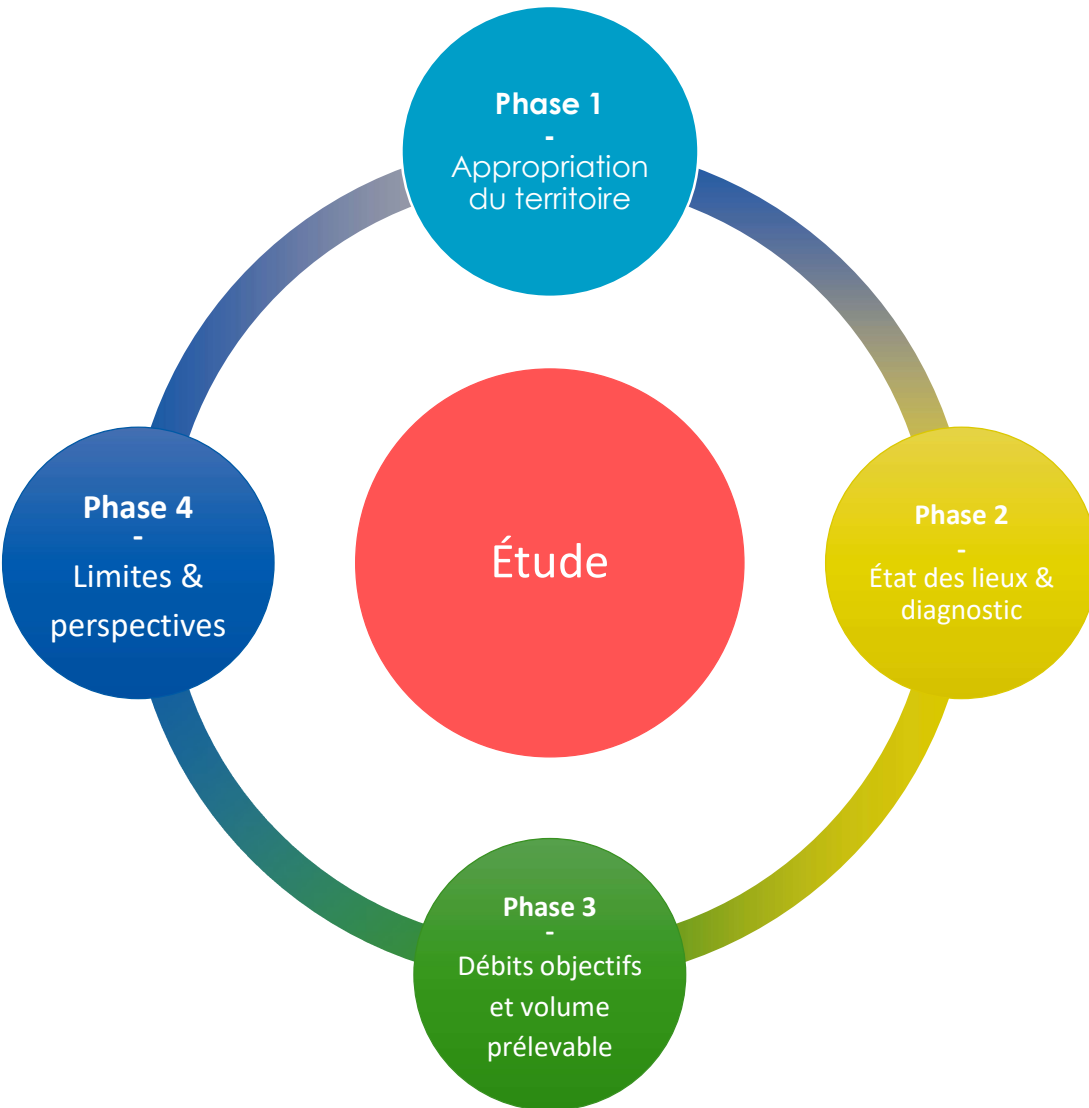 Phase 1
-
Appropriation
du territoire
Phase 2
-
État des lieux &
diagnostic
Phase 3
-
Débits objectifs
et volume
prélevable
Phase 4
-
Limites &
perspectives
Étude